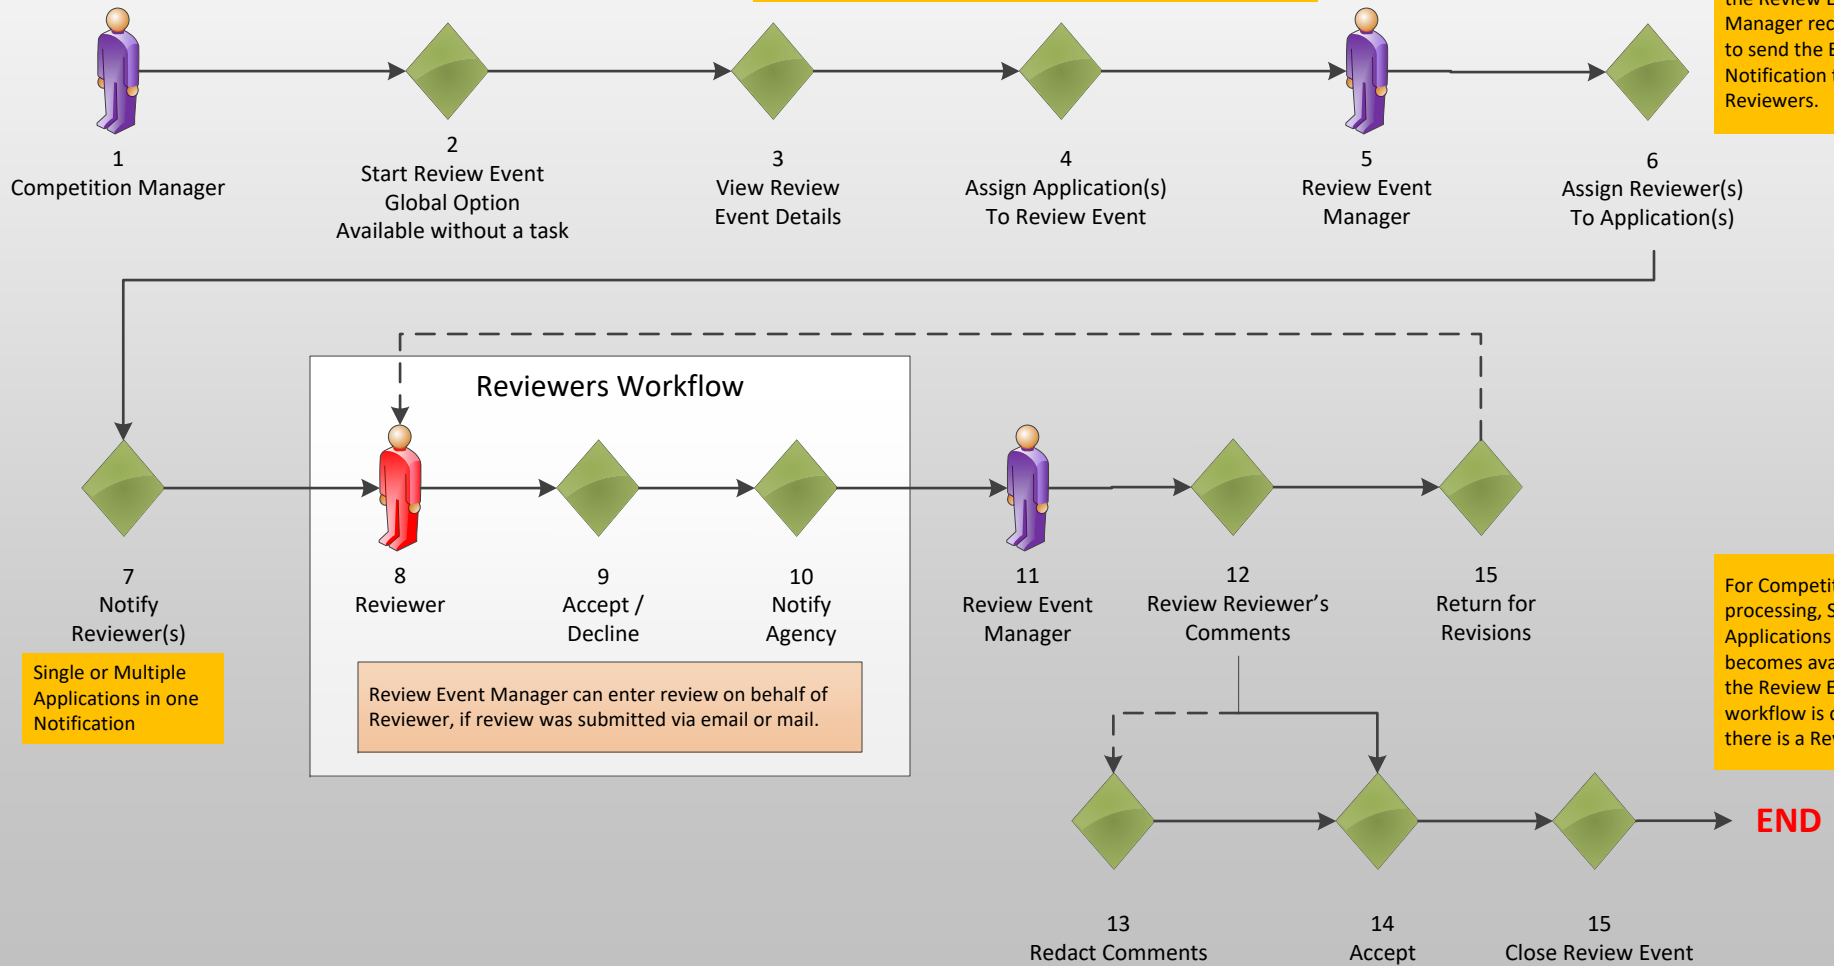 the Review
Manager
to send the
Notification
Reviewers.
1
Competition Manager
2
Start Review Event
Global Option
Available without a task
3
View Review
Event Details
4
Assign Application(s)
To Review Event
5
Review Event
Manager
6
Assign Reviewer(s)
To Application(s)
Reviewers Workflow
7
Notify
Reviewer(s)
Single or Multiple
Applications in one
Notification
8
Reviewer
9
Accept /
Decline
10
Notify
Agency
Review Event Manager can enter review on behalf of
Reviewer, if review was submitted via email or mail.
11
Review Event
Manager
12
Review Reviewer’s
Comments
15
Return for
Revisions
For
processing,
Applications
becomes
the Review
workflow is
there is a
END
13
Redact Comments
14
Accept
15
Close Review Event